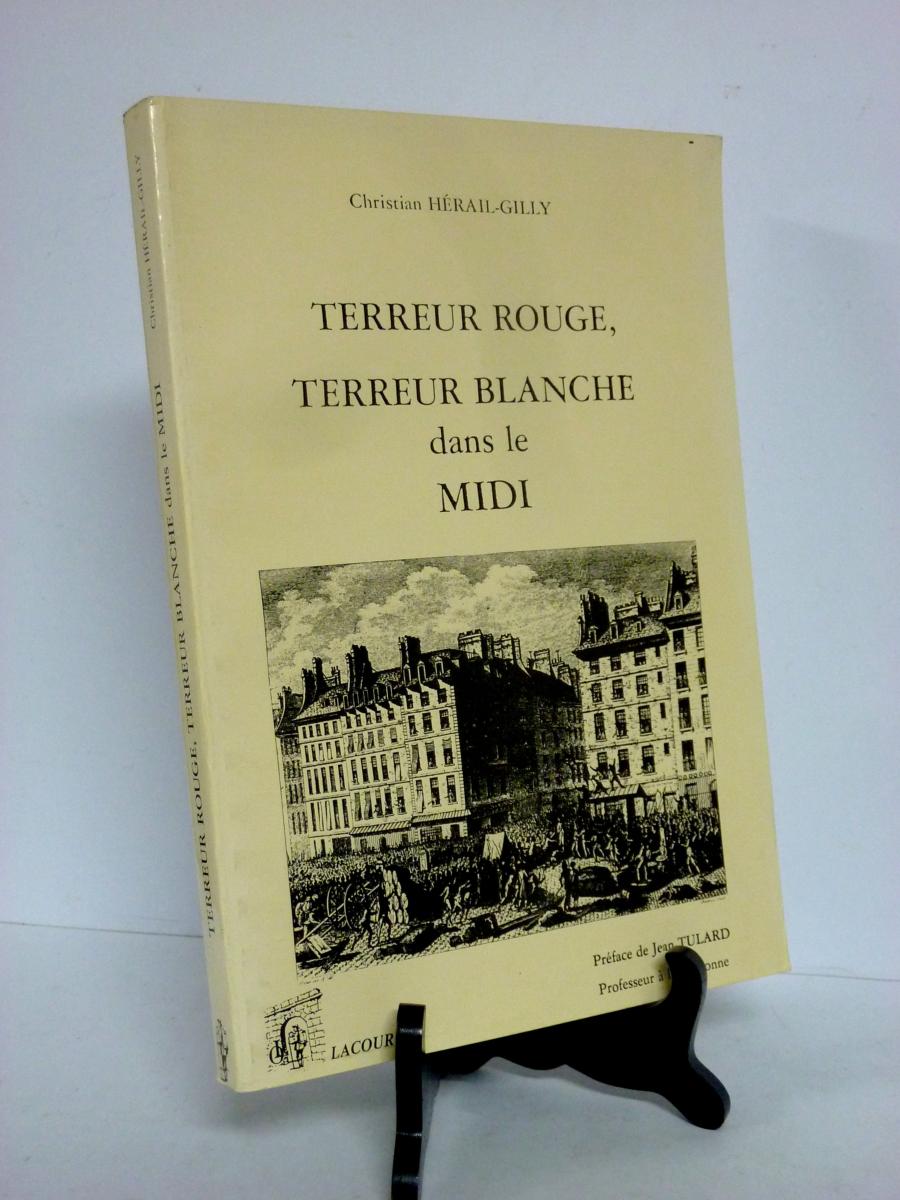 Christian HÉRAIL-GILLY
TERREUR ROUGE,
TERREUR BLANCHE
dans le
MIDI
Préface de Jean TULARD
Professeur à
LACOUR
Christian HÉRAIL-GILLY
TERREUR ROUGE, TERREUR BLANCHE dans le MIDI